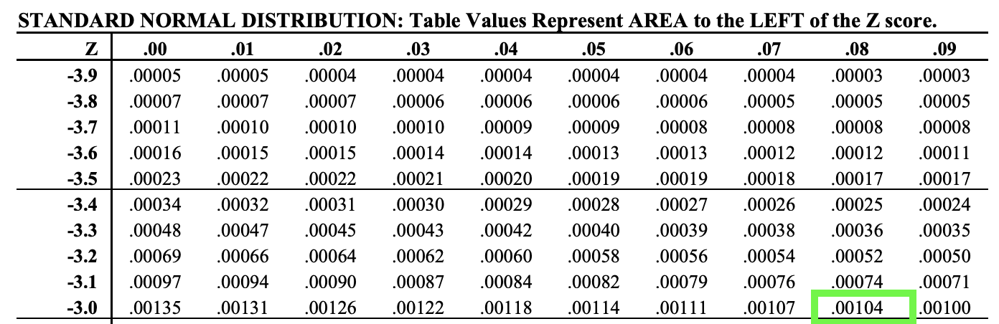 STANDARD NORMAL DISTRIBUTION: Table Values Represent AREA to the LEFT of the Z score.
Z .00 .01 .02 .03 .04 .05 .06 .07 .08 .09
-3.9 .00005 .00005 .00004 .00004 .00004 .00004 .00004 .00004 .00003 .00003
-3.8 .00007 .00007 .00007 .00006 .00006 .00006 .00006 .00005 .00005 .00005
-3.7 .00011 .00010 .00010 .00010 .00009 .00009 .00008 .00008 .00008 .00008
-3.6 .00016 .00015 .00015 .00014 .00014 .00013 .00013 .00012 .00012 .00011
-3.5 .00023 .00022 .00022 .00021 .00020 .00019 .00019 .00018 .00017 .00017
-3.4 .00034 .00032 .00031 .00030 .00029 .00028 .00027 .00026 .00025 .00024
-3.3 .00048 .00047 .00045 .00043 .00042 .00040 .00039 .00038 .00036 .00035
-3.2 .00069 .00066 .00064 .00062 .00060 .00058 .00056 .00054 .00052 .00050
-3.1 .00097 .00094 .00090 .00087 .00084 .00082 .00079 .00076 .00074 .00071
-3.0 .00135 .00131 .00126 .00122 .00118 .00114 .00111 .00107 .00104 .00100